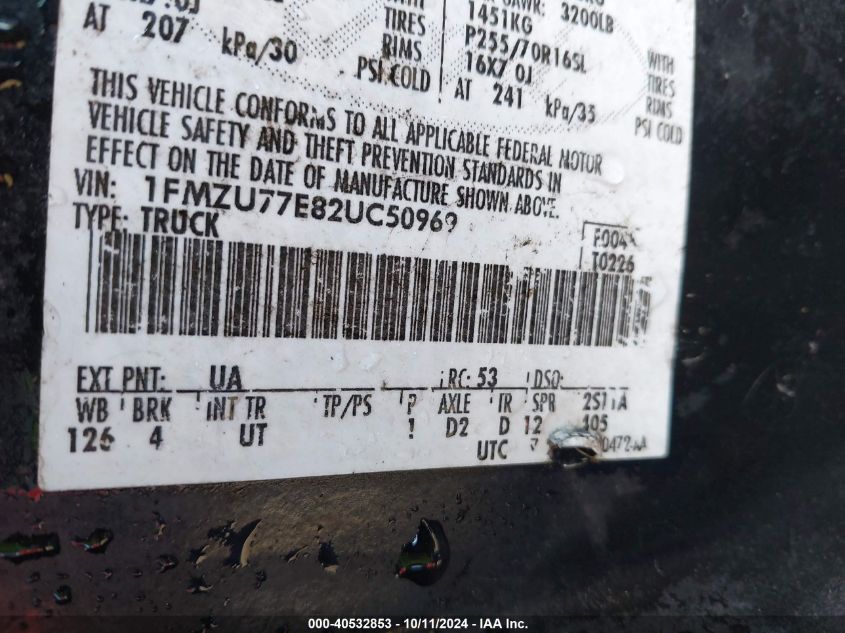 AT 207 kPa/30
TIRES
RIMS
PSI COLD
3200LB
1451KG
P255/70R16SL
16X7.0J
AT 241 kPa/35
WITH
TIRES
RIMS
PSI COLD
THIS VEHICLE CONFORMS TO ALL APPLICABLE FEDERAL MOTOR
VEHICLE SAFETY AND THEFT PREVENTION STANDARDS IN
EFFECT ON THE DATE OF MANUFACTURE SHOWN ABOVE.
VIN: 1FMZU77E82UC50969
TYPE: TRUCK
T0226
EXT PNT: UA RC: 53 DSO:
WB BRK INT TR TP/PS AXLE TR SPR
126 4 UT ! D2 D 12 105
UTC
000-40532853 - 10/11/2024 - IAA Inc.